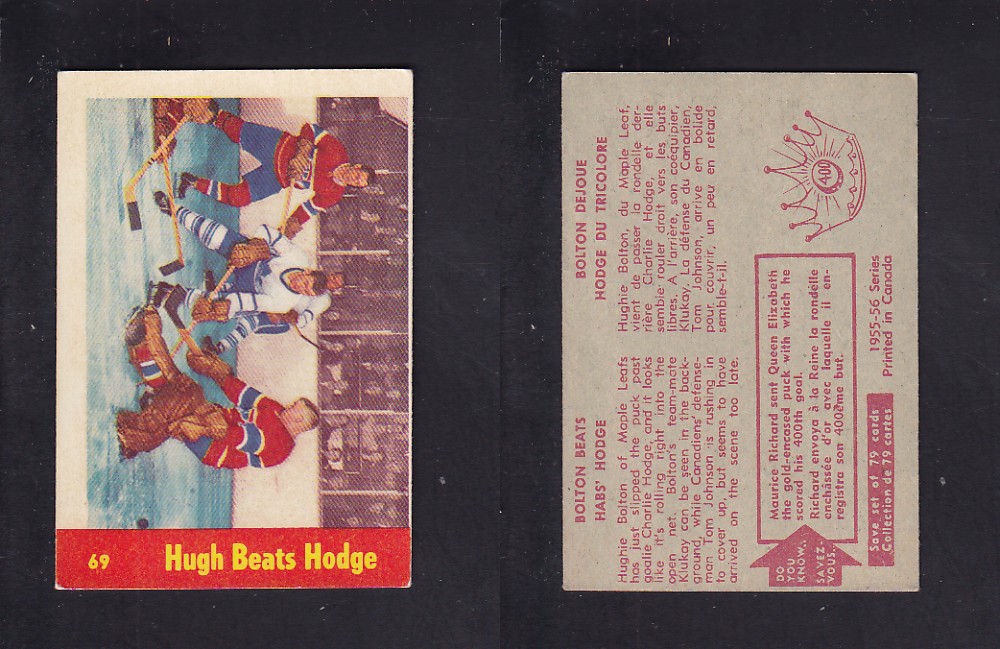 69
Hugh Beats Hodge
BOLTON BEATS
HABS' HODGE
Hughie Bolton of Maple Leafs
has just slipped the puck past
goalie Charlie Hodge, and it looks
like it's rolling right into the
open net. Bolton's team-mate
Klukay can be seen in the back-
ground, while Canadiens' defense-
man Tom Johnson is rushing in
to cover up, but seems to have
arrived on the scene too late.
BOLTON DEJOUE
HODGE DU TRICOLORE
Hughie Bolton, du Maple Leaf,
vient de passer la rondelle der-
rière Charlie Hodge, et elle
semble rouler droit vers les buts
libres. A l'arrière, son coéquipier,
Klukay. La défense du Canadien,
Tom Johnson, arrive en bolide
pour couvrir, un peu en retard,
semble-t-il.
DO
YOU
KNOW..
SAVEZ
VOUS..
Maurice Richard sent Queen Elizabeth
the gold-encased puck with which he
scored his 400th goal.
Richard envoya à la Reine la rondelle
enchâssée d'or avec laquelle il en-
registra son 400ème but.
400
Save set of 79 cards
Collection de 79 cartes
1955-56 Series
Printed in Canada